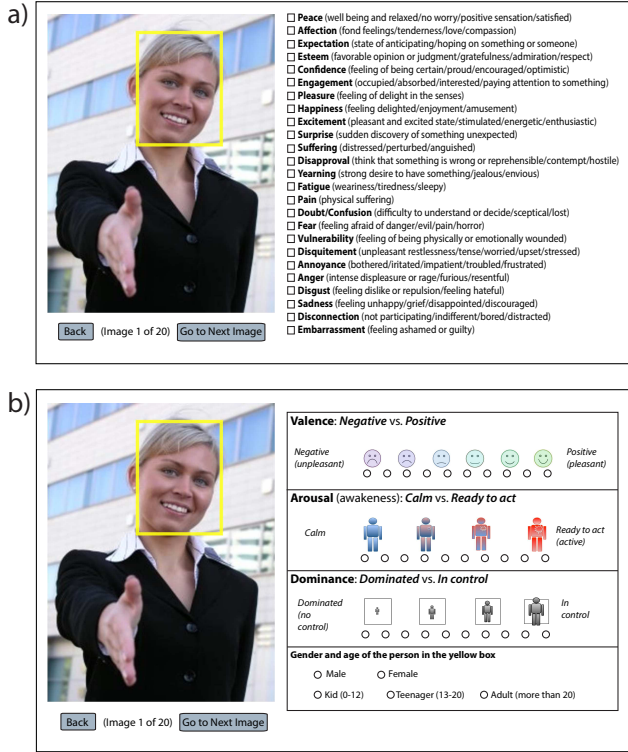 a)
Peace (well being and relaxed/no worry/positive sensation/satisfied)
Affection (fond feelings/tenderness/love/compassion)
Expectation (state of anticipating/hoping on something or someone)
Esteem (favorable opinion or judgment/gratefulness/admiration/respect)
Confidence (feeling of being certain/proud/encouraged/optimistic)
Engagement (occupied/absorbed/interested/paying attention to something)
Pleasure (feeling of delight in the senses)
Happiness (feeling delighted/enjoyment/amusement)
Excitement (pleasant and excited state/stimulated/energetic/enthusiastic)
Surprise (sudden discovery of something unexpected)
Suffering (distressed/perturbed/anguished)
Disapproval (think that something is wrong or reprehensible/contempt/hostile)
Yearning (strong desire to have something/jealous/envious)
Fatigue (weariness/tiredness/sleepy)
Pain (physical suffering)
Doubt/Confusion (difficulty to understand or decide/sceptical/lost)
Fear (feeling afraid of danger/evil/pain/horror)
Vulnerability (feeling of being physically or emotionally wounded)
Disquitement (unpleasant restlessness/tense/worried/upset/stressed)
Annoyance (bothered/iritated/impatient/troubled/frustrated)
Anger (intense displeasure or rage/furious/resentful)
Disgust (feeling dislike or repulsion/feeling hateful)
Sadness (feeling unhappy/grief/disappointed/discouraged)
Disconnection (not participating/indifferent/bored/distracted)
Embarrassment (feeling ashamed or guilty)
Back (Image 1 of 20) Go to Next Image
b)
Valence: Negative vs. Positive
Negative
(unpleasant)
Positive
(pleasant)
Arousal (awakeness): Calm vs. Ready to act
Calm
Ready to act
(active)
Dominance: Dominated vs. In control
Dominated
(no
control)
In
control
Gender and age of the person in the yellow box
Male Female
Kid (0-12) Teenager (13-20) Adult (more than 20)
Back (Image 1 of 20) Go to Next Image